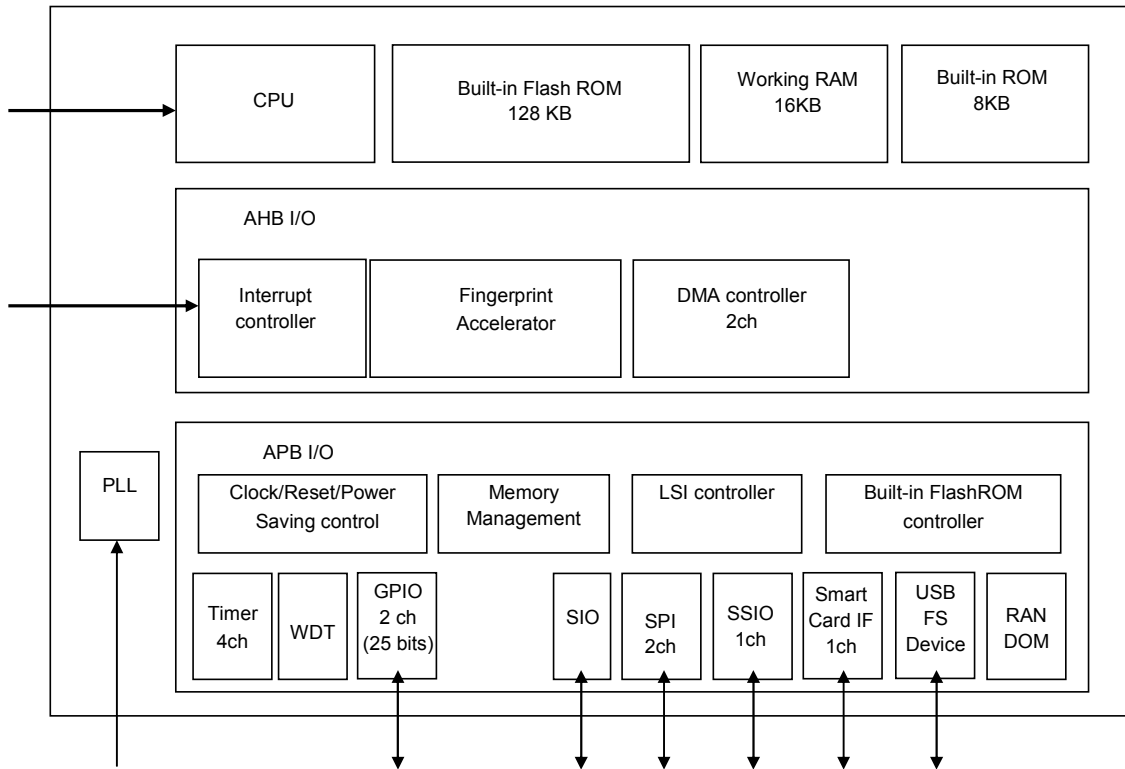 CPU
Built-in Flash ROM
128 KB
Working RAM
16KB
Built-in ROM
8KB
AHB I/O
Interrupt
controller
Fingerprint
Accelerator
DMA controller
2ch
PLL
APB I/O
Clock/Reset/Power
Saving control
Memory
Management
LSI controller
Built-in FlashROM
controller
Timer
4ch
WDT
GPIO
2 ch
(25 bits)
SIO
SPI
2ch
SSIO
1ch
Smart
Card IF
1ch
USB
FS
Device
RAN
DOM